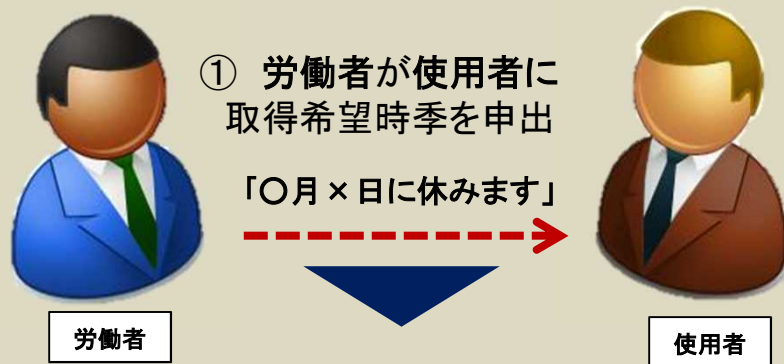 ① 労働者が使用者に
取得希望時季を申出
「〇月×日に休みます」
労働者
使用者